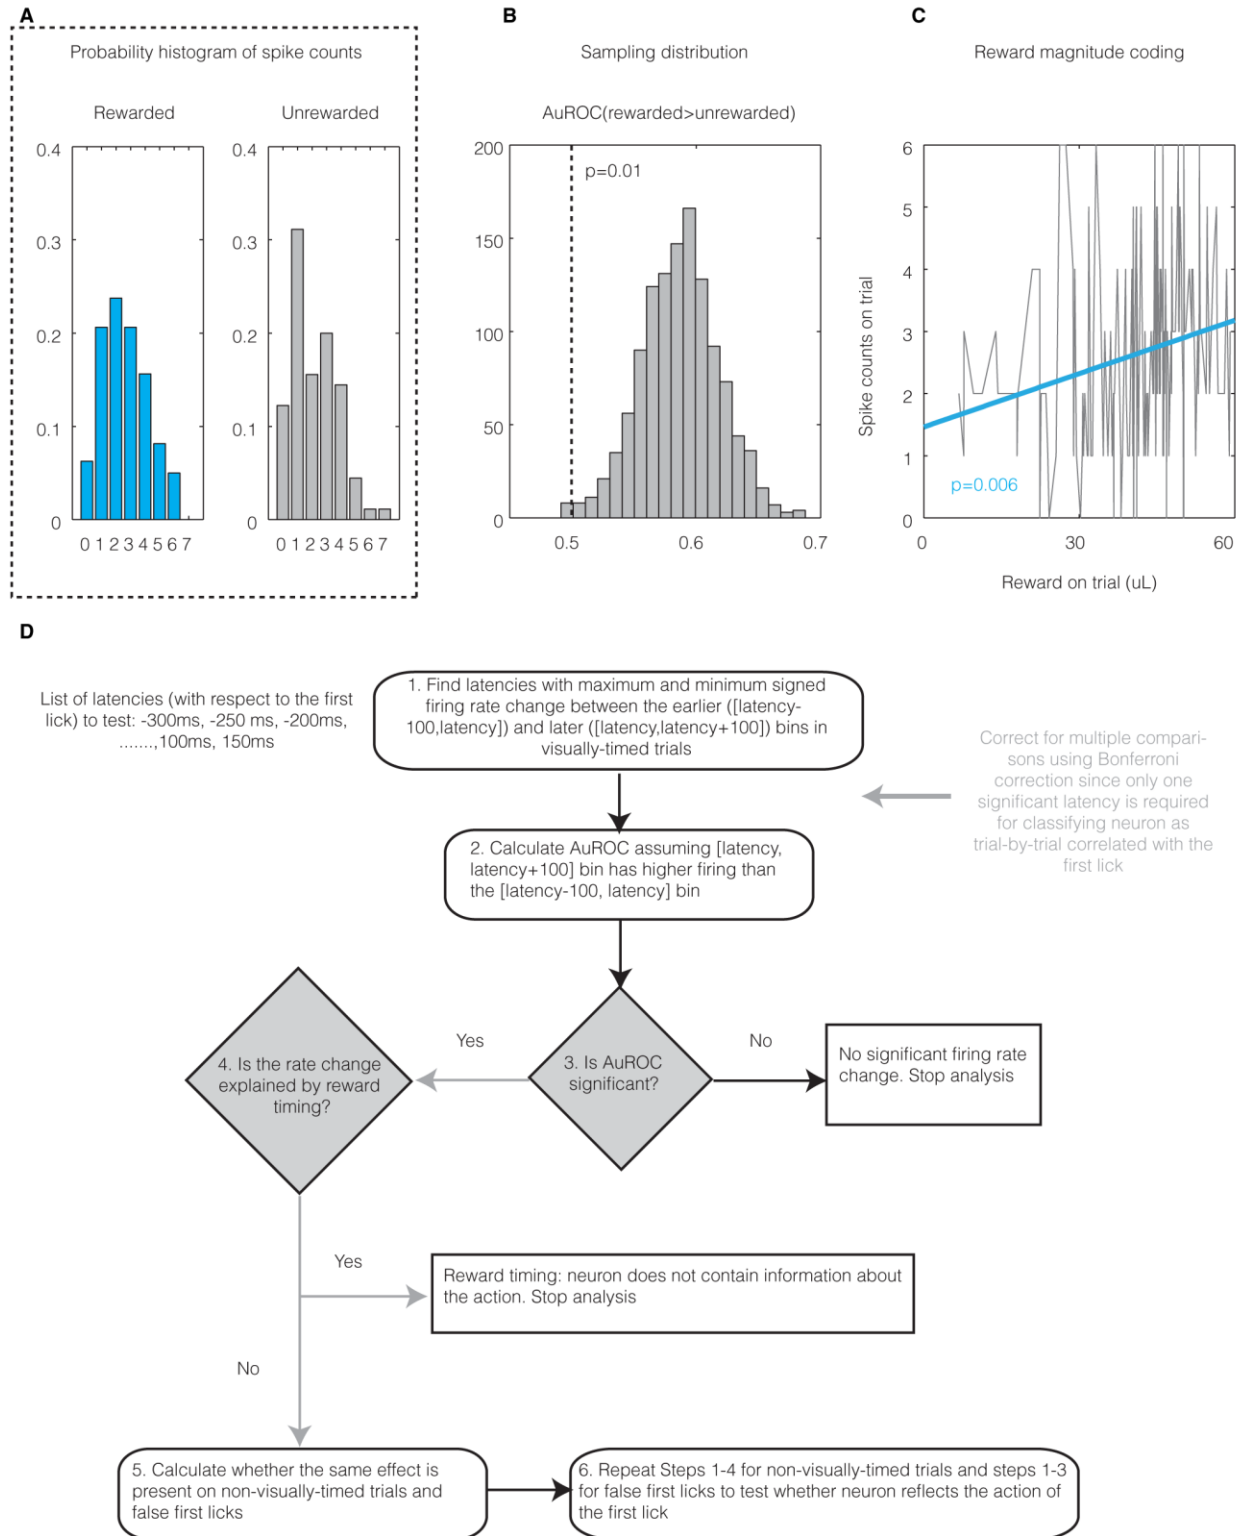 A
Probability histogram of spike counts
Rewarded
Unrewarded
0.4
0.3
0.2
0.1
0
0 1 2 3 4 5 6 7
0.4
0.3
0.2
0.1
0
0 1 2 3 4 5 6 7
B
Sampling distribution
AuROC(rewarded>unrewarded)
200
150
100
50
0
p=0.01
0.5 0.6 0.7
C
Reward magnitude coding
Spike counts on trial
6
5
4
3
2
1
0
p=0.006
0 30 60
Reward on trial (uL)
D
List of latencies (with respect to the first
lick) to test: -300ms, -250 ms, -200ms,
.......,100ms, 150ms
1. Find latencies with maximum and minimum signed
firing rate change between the earlier ([latency-
100,latency]) and later ([latency,latency+100]) bins in
visually-timed trials
Correct for multiple compari-
sons using Bonferroni
correction since only one
significant latency is required
for classifying neuron as
trial-by-trial correlated with the
first lick
2. Calculate AuROC assuming [latency,
latency+100] bin has higher firing than
the [latency-100, latency] bin
3. Is AuROC
significant?
Yes
No
No significant firing rate
change. Stop analysis
4. Is the rate change
explained by reward
timing?
Yes
Reward timing: neuron does not contain information about
the action. Stop analysis
No
5. Calculate whether the same effect is
present on non-visually-timed trials and
false first licks
6. Repeat Steps 1-4 for non-visually-timed trials and steps 1-3
for false first licks to test whether neuron reflects the action of
the first lick